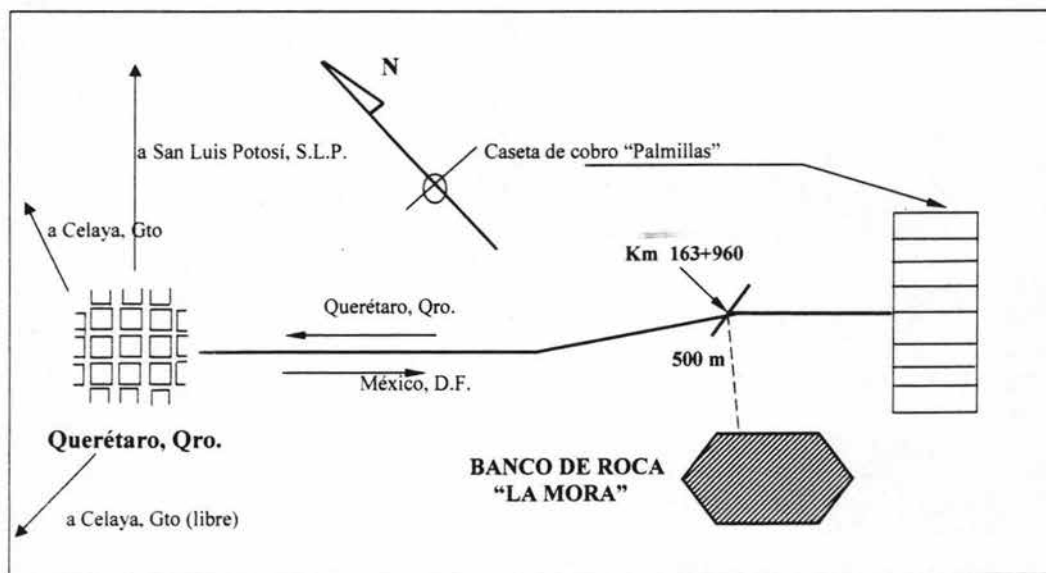 N
a San Luis Potosí, S.L.P.
Caseta de cobro “Palmillas”
a Celaya, Gto
Km 163+960
Querétaro, Qro.
500 m
México, D.F.
Querétaro, Qro.
BANCO DE ROCA
“LA MORA”
a Celaya, Gto (libre)